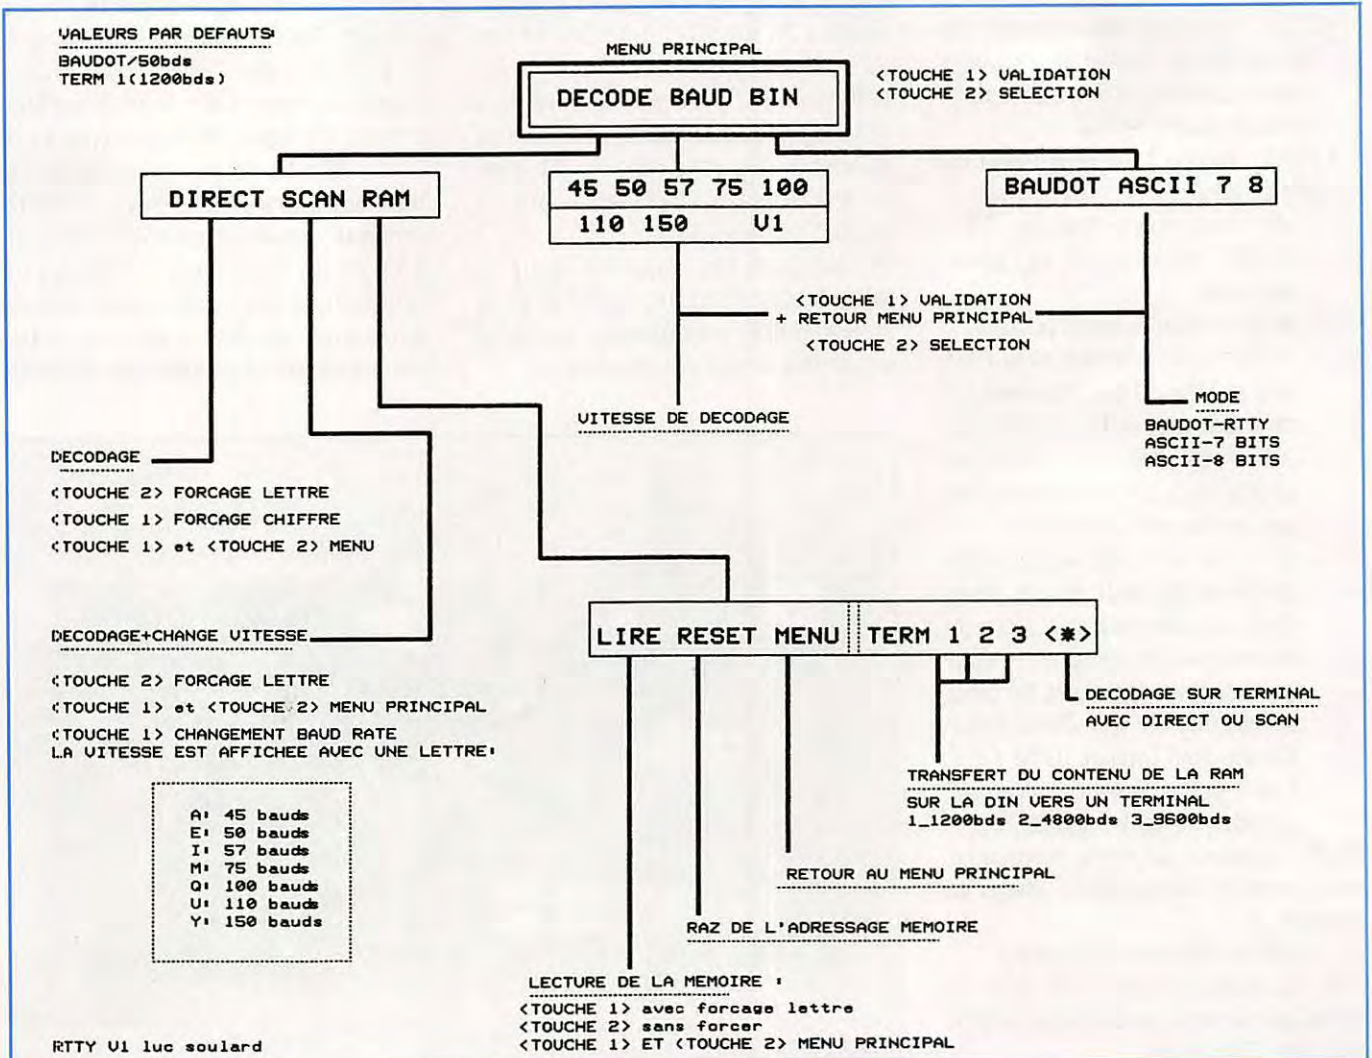 VALEURS PAR DEFAUTS:
BAUDOT/50bds
TERM 1(1200bds)
MENU PRINCIPAL
DECODE BAUD BIN
<TOUCHE 1> VALIDATION
<TOUCHE 2> SELECTION
DIRECT SCAN RAM
45 50 57 75 100
110 150 V1
BAUDOT ASCII 7 8
<TOUCHE 1> VALIDATION
+ RETOUR MENU PRINCIPAL
<TOUCHE 2> SELECTION
VITESSE DE DECODAGE
MODE
BAUDOT-RTTY
ASCII-7 BITS
ASCII-8 BITS
DECODAGE
<TOUCHE 2> FORCAGE LETTRE
<TOUCHE 1> FORCAGE CHIFFRE
<TOUCHE 1> et <TOUCHE 2> MENU
DECODAGE+CHANGE VITESSE
<TOUCHE 2> FORCAGE LETTRE
<TOUCHE 1> et <TOUCHE 2> MENU PRINCIPAL
<TOUCHE 1> CHANGEMENT BAUD RATE
LA VITESSE EST AFFICHEE AVEC UNE LETTRE:
A: 45 bauds
E: 50 bauds
I: 57 bauds
M: 75 bauds
Q: 100 bauds
U: 110 bauds
Y: 150 bauds
LIRE RESET MENU TERM 1 2 3 <*>
DECODAGE SUR TERMINAL
AVEC DIRECT OU SCAN
TRANSFERT DU CONTENU DE LA RAM
SUR LA DIN VERS UN TERMINAL
1_1200bds 2_4800bds 3_9600bds
RETOUR AU MENU PRINCIPAL
RAZ DE L'ADRESSAGE MEMOIRE
LECTURE DE LA MEMOIRE :
<TOUCHE 1> avec forcage lettre
<TOUCHE 2> sans forcer
<TOUCHE 1> ET <TOUCHE 2> MENU PRINCIPAL
RTTY V1 luc soulard